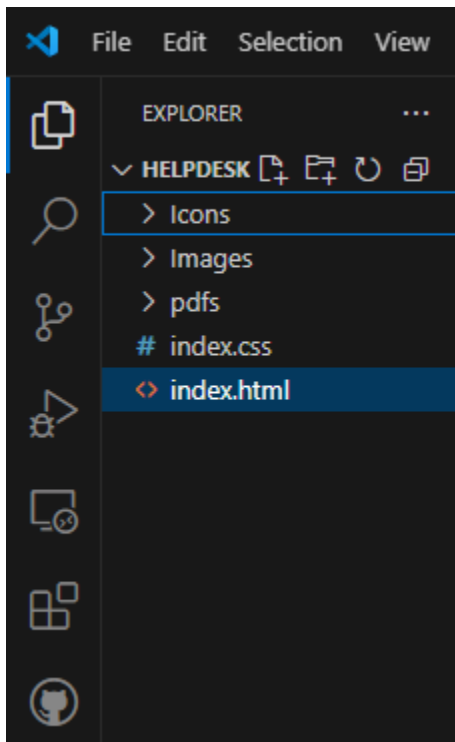 File Edit Selection View
EXPLORER
HELPDESK
Icons
Images
pdfs
# index.css
<> index.html